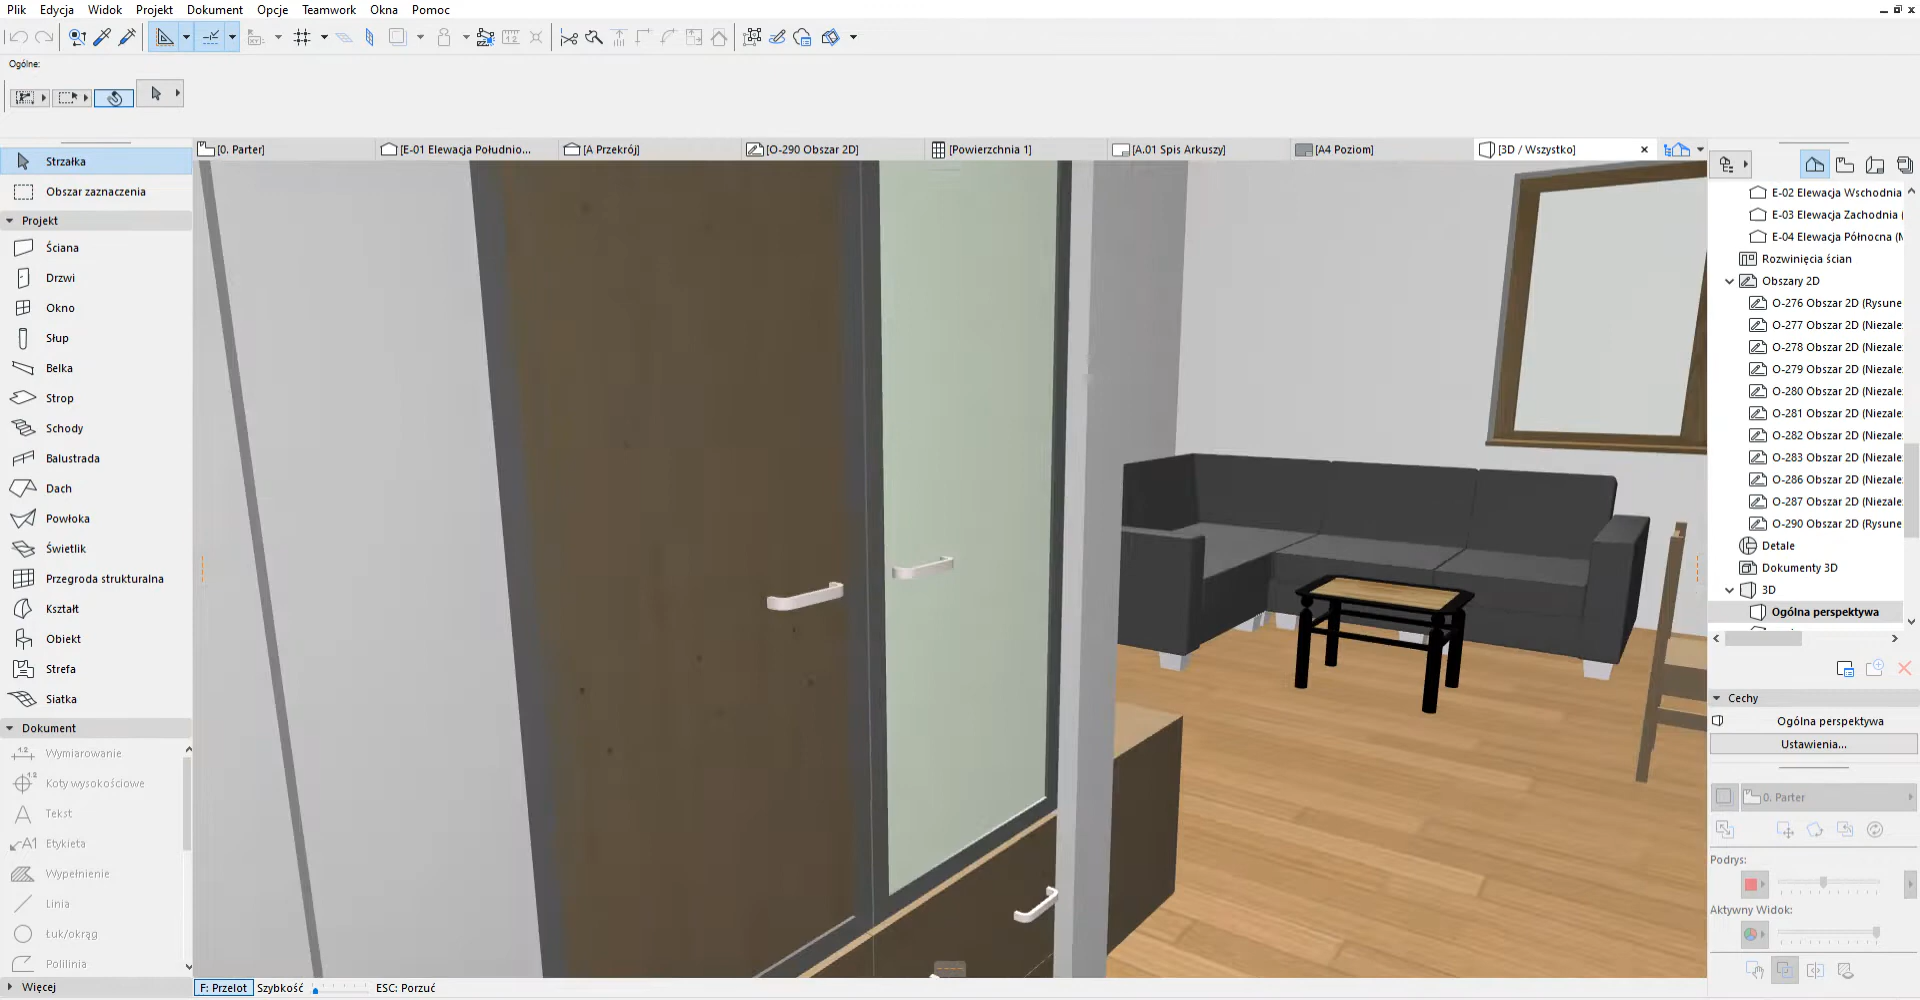 Plik Edycja Widok Projekt Dokument Opcje Teamwork Okna Pomoc
Ogólne:
[0. Parter] [E-01 Elewacja Południo... [A Przekrój] [O-290 Obszar 2D] [Powierzchnia 1] [A.01 Spis Arkuszy] [A4 Poziom] [3D / Wszystko]
Strzałka
Obszar zaznaczenia
Projekt
Ściana
Drzwi
Okno
Słup
Belka
Strop
Schody
Balustrada
Dach
Powłoka
Świetlik
Przegroda strukturalna
Kształt
Obiekt
Strefa
Siatka
Dokument
Wymiarowanie
Koty wysokościowe
Tekst
Etykieta
Wypełnienie
Linia
Łuk/okrąg
Polilinia
Więcej
F: Przelot Szybkość ESC: Porzuć
E-02 Elewacja Wschodnia
E-03 Elewacja Zachodnia (
E-04 Elewacja Północna (N
Rozwinięcia ścian
Obszary 2D
O-276 Obszar 2D (Rysune
O-277 Obszar 2D (Niezale
O-278 Obszar 2D (Niezale
O-279 Obszar 2D (Niezale
O-280 Obszar 2D (Niezale
O-281 Obszar 2D (Niezale
O-282 Obszar 2D (Niezale
O-283 Obszar 2D (Niezale
O-286 Obszar 2D (Niezale
O-287 Obszar 2D (Niezale
O-290 Obszar 2D (Rysune
Detale
Dokumenty 3D
3D
Ogólna perspektywa
Cechy
Ogólna perspektywa
Ustawienia...
0. Parter
Podrys:
Aktywny Widok: